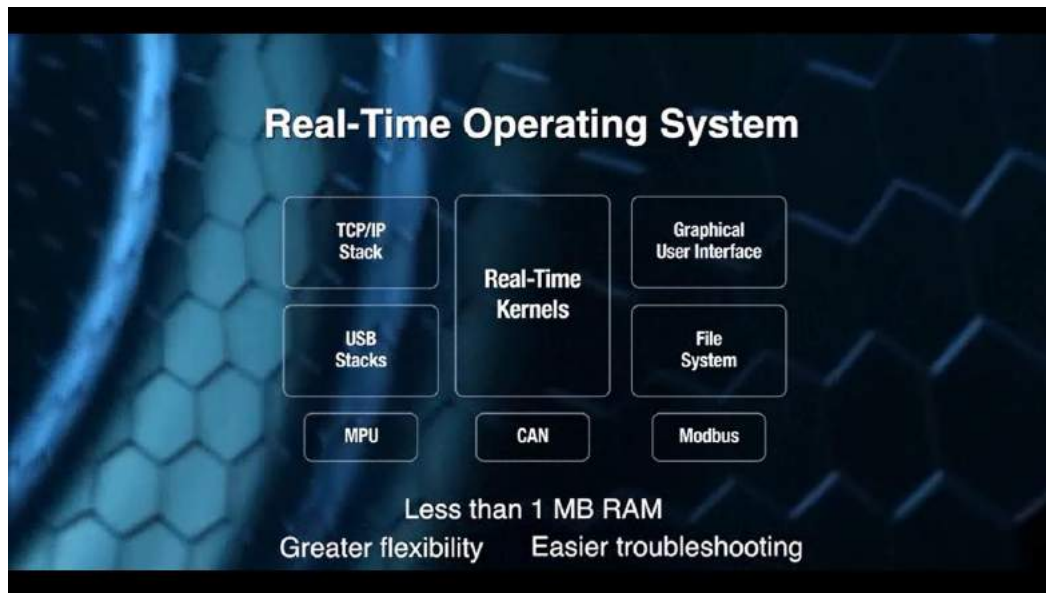 Real-Time Operating System
TCP/IP
Stack
Real-Time
Kernels
Graphical
User Interface
USB
Stacks
File
System
MPU
CAN
Modbus
Less than 1 MB RAM
Greater flexibility Easier troubleshooting